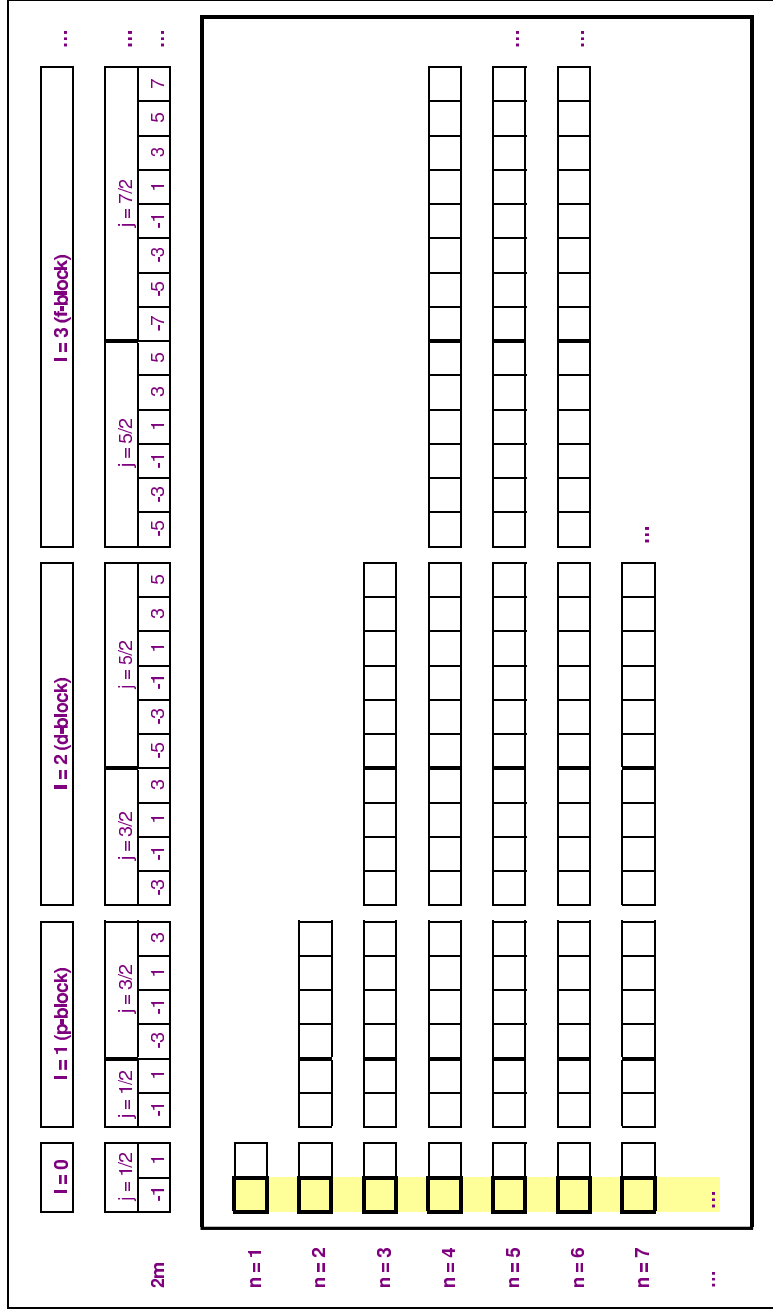 l = 0 l = 1 (p-block) l = 2 (d-block) l = 3 (f-block) ...
j = 1/2 j = 1/2 j = 3/2 j = 3/2 j = 5/2 j = 5/2 j = 7/2 ...
2m -1 1 -1 1 -3 -1 1 3 -3 -1 1 3 -5 -3 -1 1 3 5 -5 -3 -1 1 3 5 -7 -5 -3 -1 1 3 5 7 ...
n = 1
n = 2
n = 3
n = 4
n = 5 ...
n = 6 ...
n = 7 ...
... ...